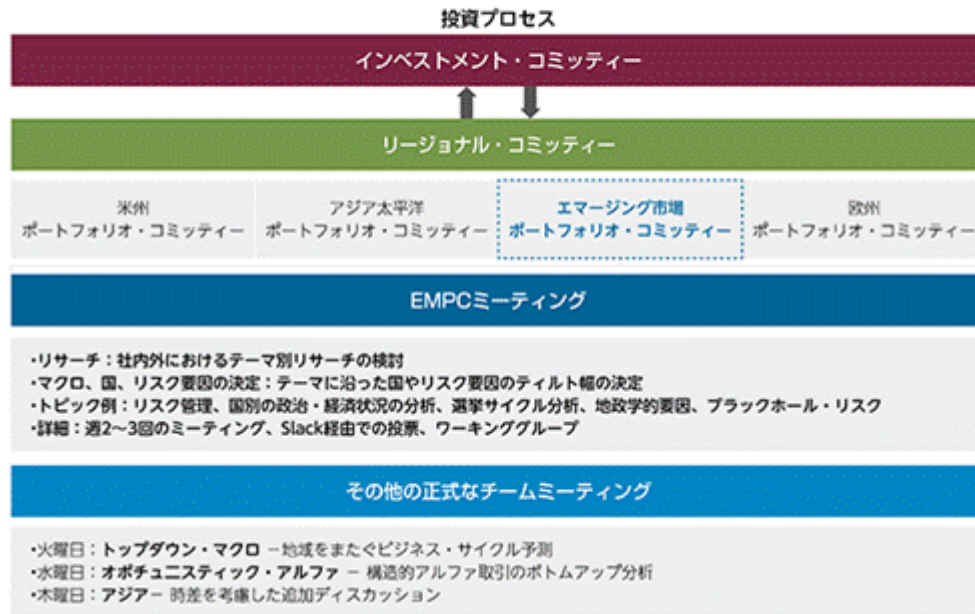 投資プロセス
インベストメント・コミッティー
リージョナル・コミッティー
米州
ポートフォリオ・コミッティー
アジア太平洋
ポートフォリオ・コミッティー
エマージング市場
ポートフォリオ・コミッティー
欧州
ポートフォリオ・コミッティー
EMPCミーティング
・リサーチ：社内外におけるテーマ別リサーチの検討
・マクロ、国、リスク要因の決定：テーマに沿った国やリスク要因のティルト幅の決定
・トピック例：リスク管理、国別の政治・経済状況の分析、選挙サイクル分析、地政学的要因、ブラックホール・リスク
・詳細：週2～3回のミーティング、Slack経由での投票、ワーキンググループ
その他の正式なチームミーティング
・火曜日：トップダウン・マクロ －地域をまたぐビジネス・サイクル予測
・水曜日：オポチュニスティック・アルファ － 構造的アルファ取引のボトムアップ分析
・木曜日：アジア－ 時差を考慮した追加ディスカッション